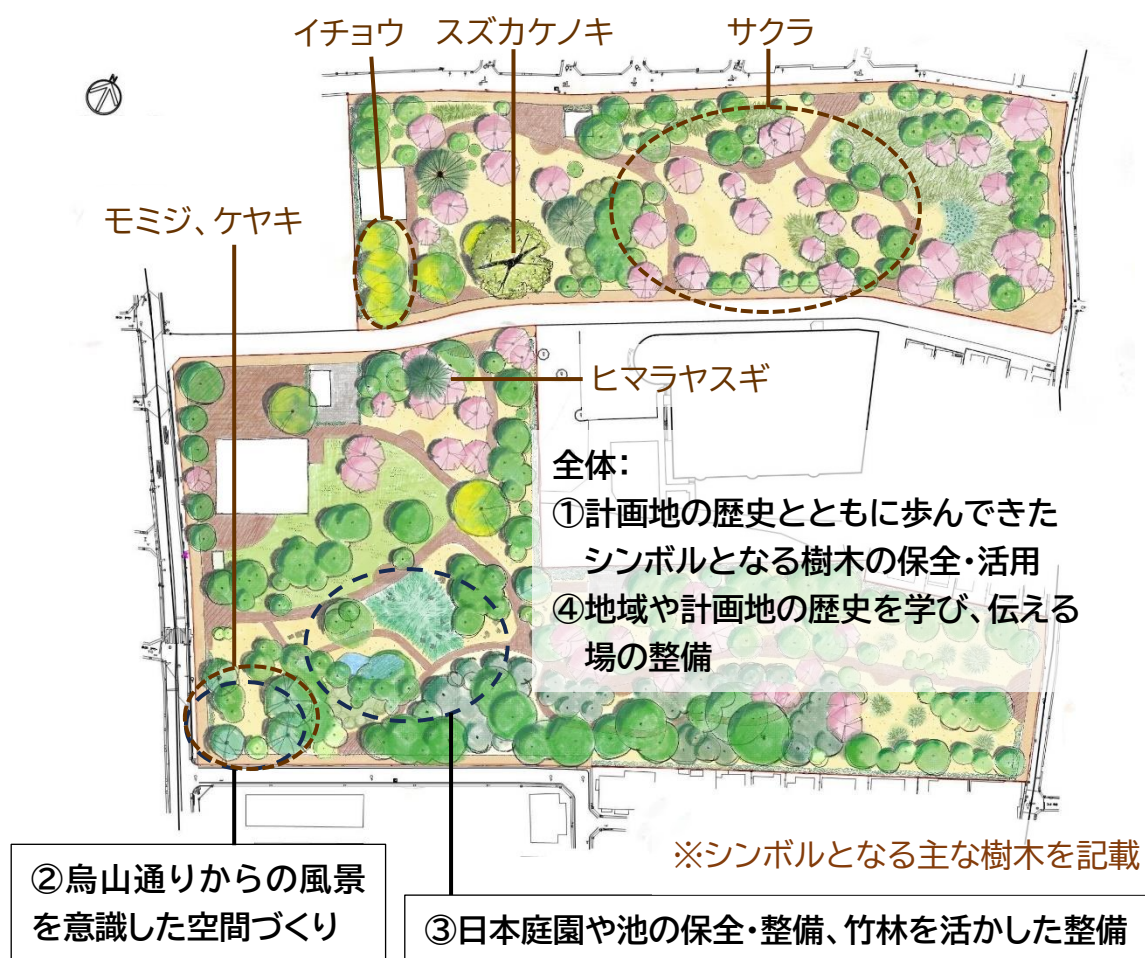 イチョウ
スズカケノキ
サクラ
モミジ、ケヤキ
ヒマラヤスギ
全体：
①計画地の歴史とともに歩んできた
シンボルとなる樹木の保全・活用
④地域や計画地の歴史を学び、伝える
場の整備
※シンボルとなる主な樹木を記載
②烏山通りからの風景
を意識した空間づくり
③日本庭園や池の保全・整備、竹林を活かした整備